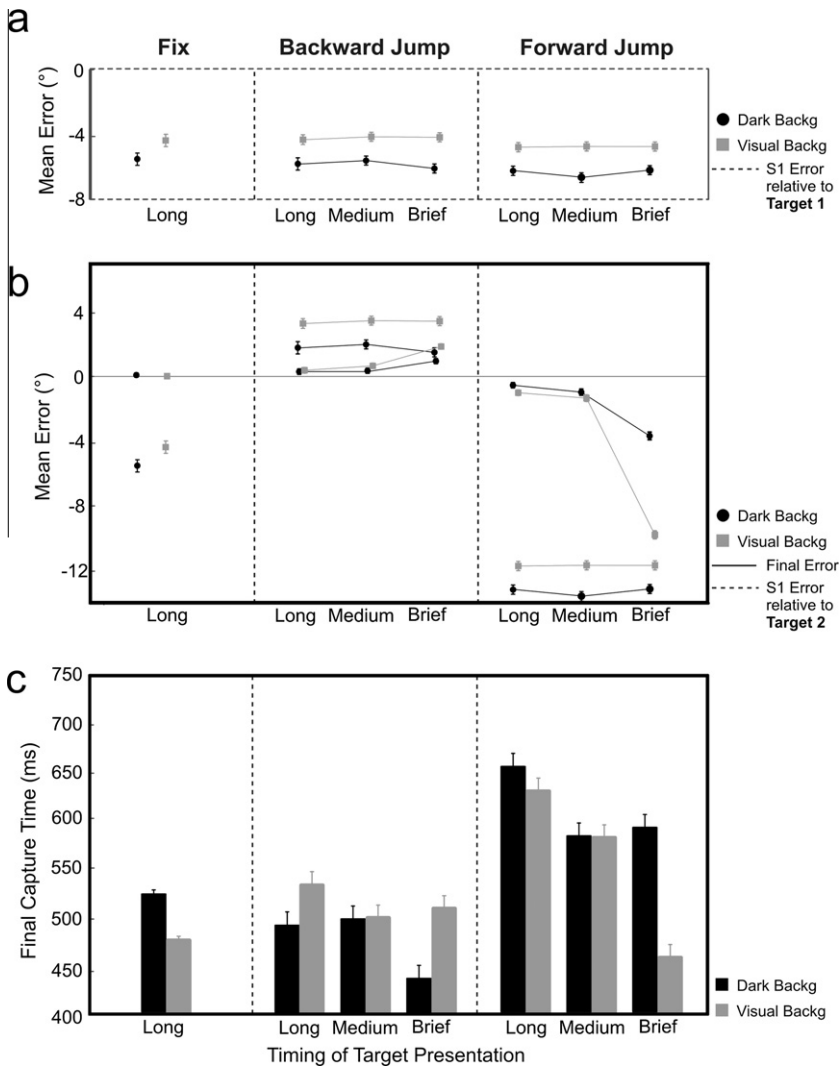 a
Fix Backward Jump Forward Jump
Mean Error (°)
0
-4
-8
Long
Long Medium Brief
Long Medium Brief
Dark Backg
Visual Backg
S1 Error
relative to
Target 1
b
Mean Error (°)
4
0
-4
-8
-12
Long
Long Medium Brief
Long Medium Brief
Dark Backg
Visual Backg
Final Error
S1 Error
relative to
Target 2
c
Final Capture Time (ms)
750
700
650
600
550
500
450
400
Long
Long Medium Brief
Long Medium Brief
Timing of Target Presentation
Dark Backg
Visual Backg